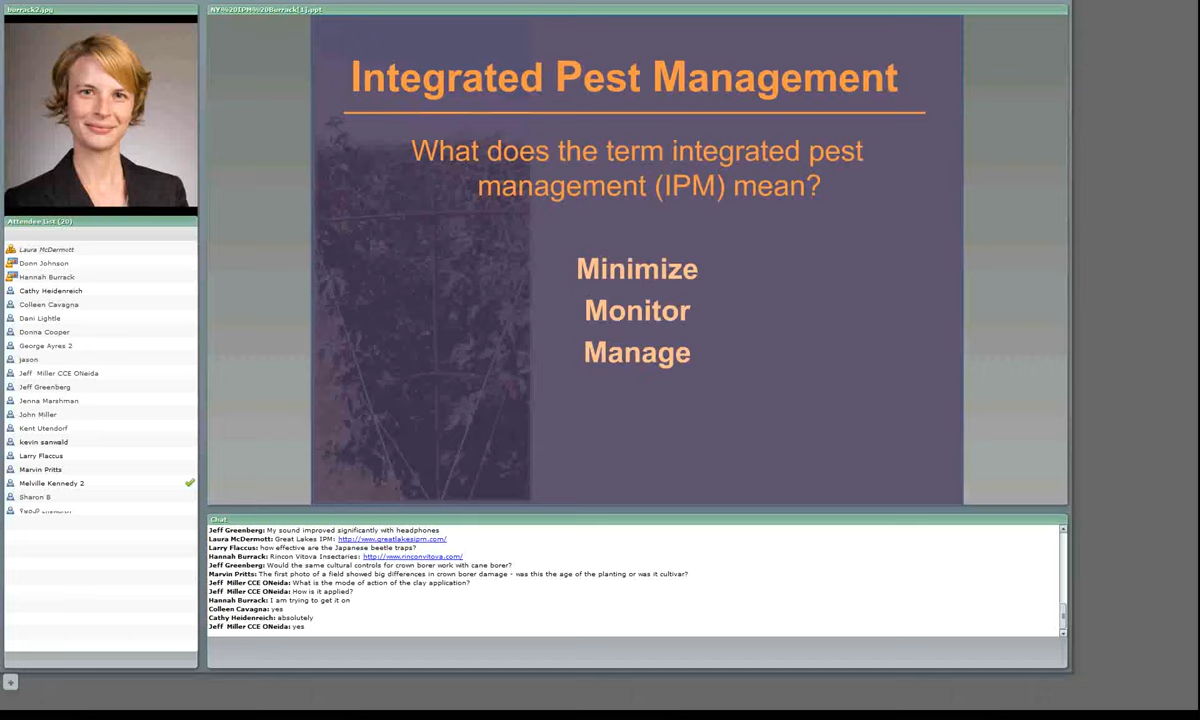 burrack2.jpg
NY%20IPM%20Burrack[1].ppt
Integrated Pest Management
What does the term integrated pest
management (IPM) mean?
Minimize
Monitor
Manage
Attendee List (20)
Laura McDermott
Donn Johnson
Hannah Burrack
Cathy Heidenreich
Colleen Cavagna
Dani Lightle
Donna Cooper
George Ayres 2
jason
Jeff Miller CCE ONeida
Jeff Greenberg
Jenna Marshman
John Miller
Kent Utendorf
kevin sanwald
Larry Flaccus
Marvin Pritts
Melville Kennedy 2
Sharon B
Chat
Jeff Greenberg: My sound improved significantly with headphones
Laura McDermott: Great Lakes IPM: http://www.greatlakesipm.com/
Larry Flaccus: how effective are the Japanese beetle traps?
Hannah Burrack: Rincon Vitova Insectaries: http://www.rinconvitova.com/
Jeff Greenberg: Would the same cultural controls for crown borer work with cane borer?
Marvin Pritts: The first photo of a field showed big differences in crown borer damage - was this the age of the planting or was it cultivar?
Jeff Miller CCE ONeida: What is the mode of action of the clay application?
Jeff Miller CCE ONeida: How is it applied?
Hannah Burrack: I am trying to get it on
Colleen Cavagna: yes
Cathy Heidenreich: absolutely
Jeff Miller CCE ONeida: yes